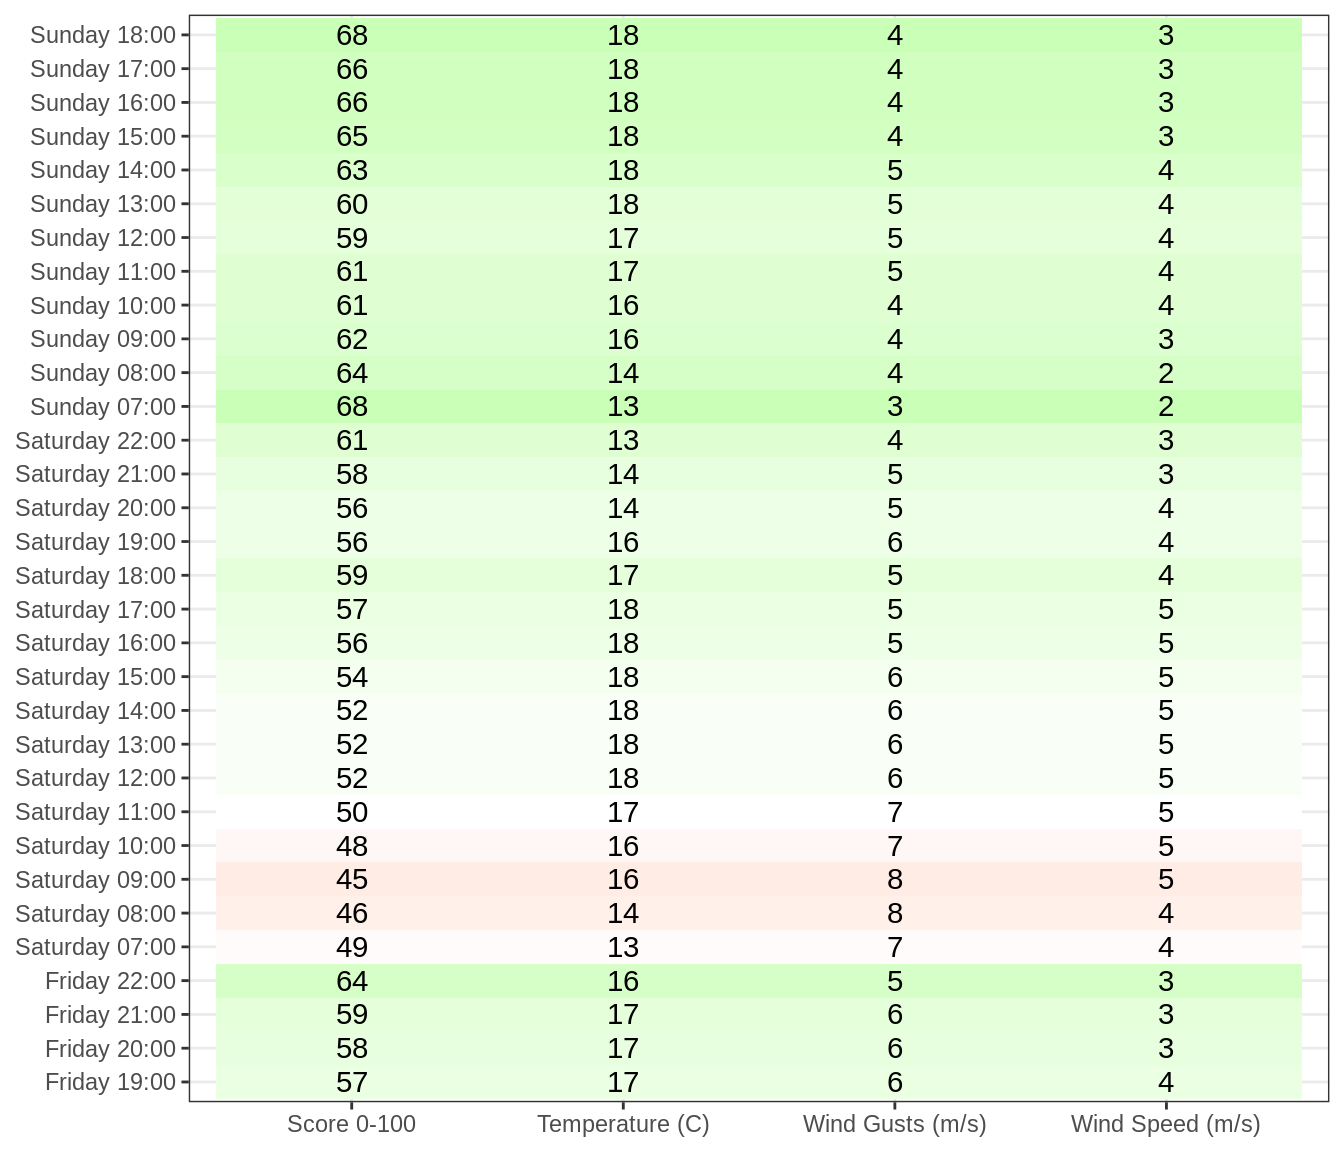 Sunday 18:00 68 18 4 3
Sunday 17:00 66 18 4 3
Sunday 16:00 66 18 4 3
Sunday 15:00 65 18 4 3
Sunday 14:00 63 18 5 4
Sunday 13:00 60 18 5 4
Sunday 12:00 59 17 5 4
Sunday 11:00 61 17 5 4
Sunday 10:00 61 16 4 4
Sunday 09:00 62 16 4 3
Sunday 08:00 64 14 4 2
Sunday 07:00 68 13 3 2
Saturday 22:00 61 13 4 3
Saturday 21:00 58 14 5 3
Saturday 20:00 56 14 5 4
Saturday 19:00 56 16 6 4
Saturday 18:00 59 17 5 4
Saturday 17:00 57 18 5 5
Saturday 16:00 56 18 5 5
Saturday 15:00 54 18 6 5
Saturday 14:00 52 18 6 5
Saturday 13:00 52 18 6 5
Saturday 12:00 52 18 6 5
Saturday 11:00 50 17 7 5
Saturday 10:00 48 16 7 5
Saturday 09:00 45 16 8 5
Saturday 08:00 46 14 8 4
Saturday 07:00 49 13 7 4
Friday 22:00 64 16 5 3
Friday 21:00 59 17 6 3
Friday 20:00 58 17 6 3
Friday 19:00 57 17 6 4
Score 0-100 Temperature (C) Wind Gusts (m/s) Wind Speed (m/s)